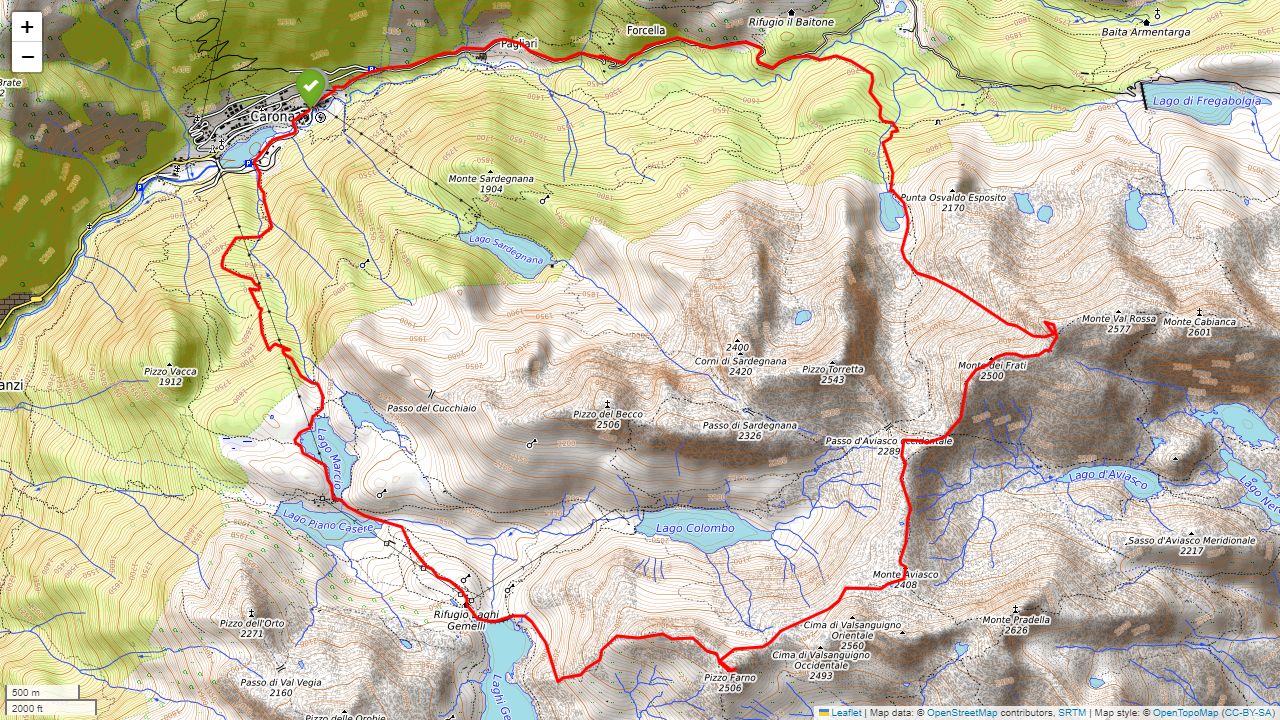 +
−
Rifugio il Baitone
Forcella
Pagliari
Baita Armentarga
Lago di Fregabolgia
Carona
Monte Sardegnana
1904
Punta Osvaldo Esposito
2170
Lago Sardegnana
Monte Val Rossa
2577
Monte Cabianca
2601
2400
Corni di Sardegnana
2420
Pizzo Torretta
2543
Monte dei Frati
2500
Pizzo Vacca
1912
anzi
Passo del Cucchiaio
Pizzo del Becco
2506
Passo di Sardegnana
2326
Passo d'Aviasco occidentale
2289
Lago Marcio
Lago d'Aviasco
Lago Piano Casere
Lago Colombo
Sasso d'Aviasco Meridionale
2217
Monte Aviasco
2408
Rifugio Laghi
Gemelli
Pizzo dell'Orto
2271
Cima di Valsanguigno
Orientale
2560
Monte Pradella
2626
Cima di Valsanguigno
Occidentale
2493
Passo di Val Vegia
2160
Pizzo Farno
2506
Laghi Ge
Pizzo delle Orobie
500 m
2000 ft
Leaflet | Map data: © OpenStreetMap contributors, SRTM | Map style: © OpenTopoMap (CC-BY-SA)